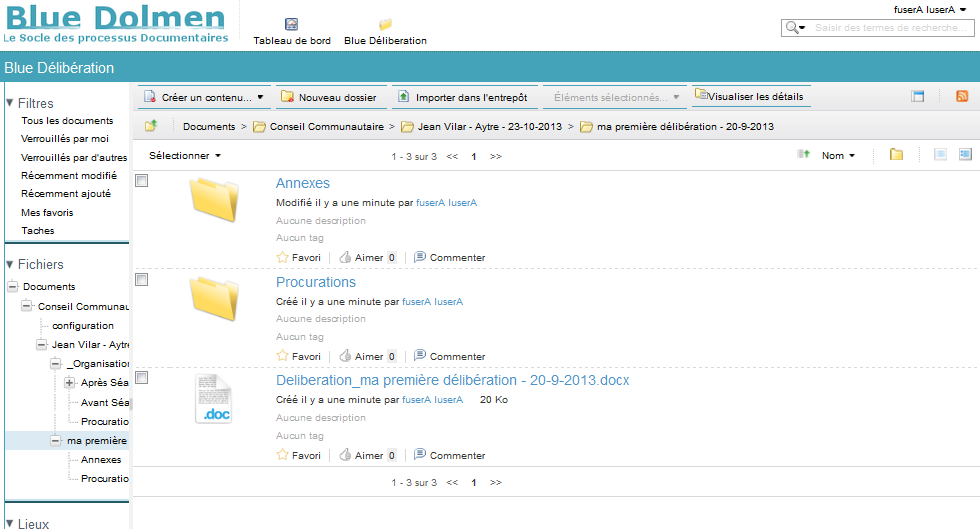 Blue Dolmen
Le Socle des processus Documentaires
Tableau de bord
Blue Déliberation
fuserA luserA
Saisir des termes de recherche...
Blue Délibération
Filtres
Tous les documents
Verrouillés par moi
Verrouillés par d'autres
Récemment modifié
Récemment ajouté
Mes favoris
Taches
Fichiers
Documents
Conseil Communau
configuration
Jean Vilar - Aytre
_Organisation
Après Séa
Avant Séa
Procuratio
ma première
Annexes
Procuratio
Lieux
Créer un contenu...
Nouveau dossier
Importer dans l'entrepôt
Éléments sélectionnés...
Visualiser les détails
Documents > Conseil Communautaire > Jean Vilar - Aytre - 23-10-2013 > ma première délibération - 20-9-2013
Sélectionner
1 - 3 sur 3 << 1 >>
Nom
Annexes
Modifié il y a une minute par fuserA luserA
Aucune description
Aucun tag
Favori
Aimer 0
Commenter
Procurations
Créé il y a une minute par fuserA luserA
Aucune description
Aucun tag
Favori
Aimer 0
Commenter
.doc
Deliberation_ma première délibération - 20-9-2013.docx
Créé il y a une minute par fuserA luserA 20 Ko
Aucune description
Aucun tag
Favori
Aimer 0
Commenter
1 - 3 sur 3 << 1 >>